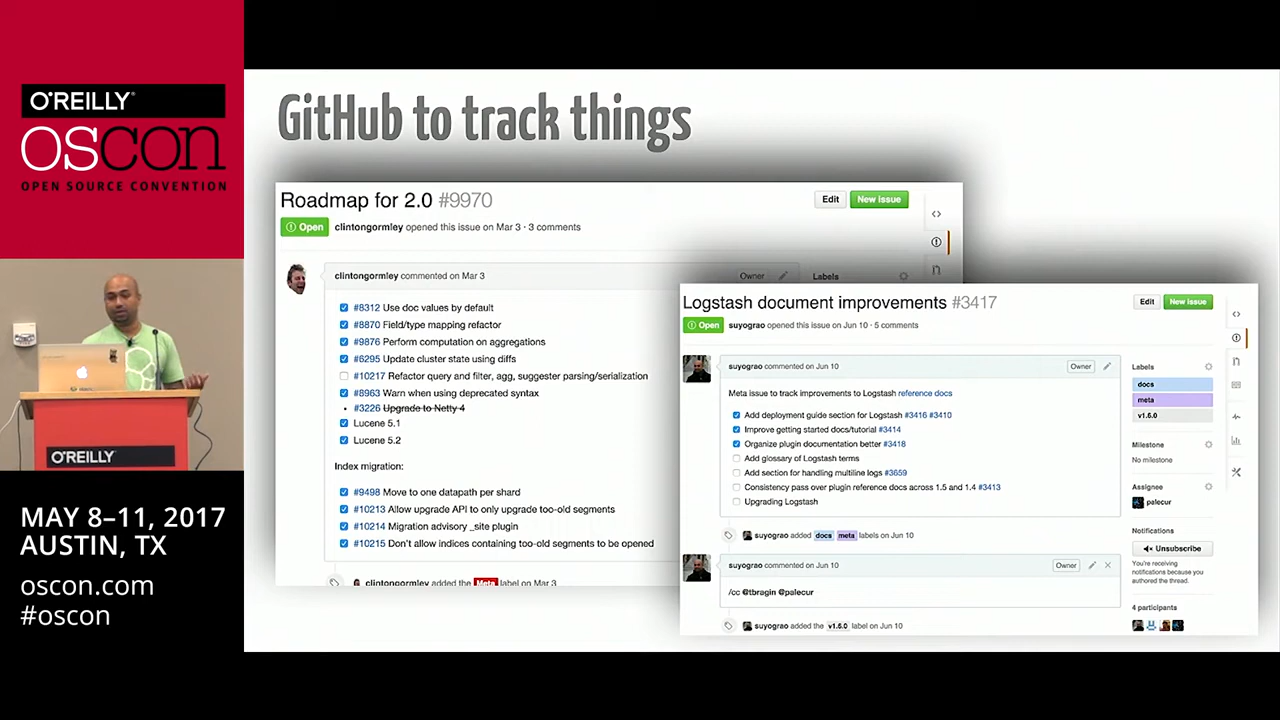 O'REILLY®
OSCON
OPEN SOURCE CONVENTION
O'REILLY
MAY 8–11, 2017
AUSTIN, TX
oscon.com
#oscon
GitHub to track things
Roadmap for 2.0 #9970
Edit
New issue
Open
clintongormley opened this issue on Mar 3 · 3 comments
clintongormley commented on Mar 3
Owner
Labels
#8312 Use doc values by default
#8870 Field/type mapping refactor
#9876 Perform computation on aggregations
#6295 Update cluster state using diffs
#10217 Refactor query and filter, agg, suggester parsing/serialization
#8963 Warn when using deprecated syntax
#3226 Upgrade to Netty 4
Lucene 5.1
Lucene 5.2
Index migration:
#9498 Move to one datapath per shard
#10213 Allow upgrade API to only upgrade too-old segments
#10214 Migration advisory _site plugin
#10215 Don't allow indices containing too-old segments to be opened
clintongormley added the Meta label on Mar 3
Logstash document improvements #3417
Edit
New issue
Open
suyograo opened this issue on Jun 10 · 5 comments
suyograo commented on Jun 10
Owner
Meta issue to track improvements to Logstash reference docs
Add deployment guide section for Logstash #3416 #3410
Improve getting started docs/tutorial #3414
Organize plugin documentation better #3418
Add glossary of Logstash terms
Add section for handling multiline logs #3659
Consistency pass over plugin reference docs across 1.5 and 1.4 #3413
Upgrading Logstash
suyograo added docs meta labels on Jun 10
suyograo commented on Jun 10
Owner
/cc @tbragin @palecur
suyograo added the v1.6.0 label on Jun 10
Labels
docs
meta
v1.6.0
Milestone
No milestone
Assignee
palecur
Notifications
Unsubscribe
You're receiving
notifications because you
authored the thread.
4 participants